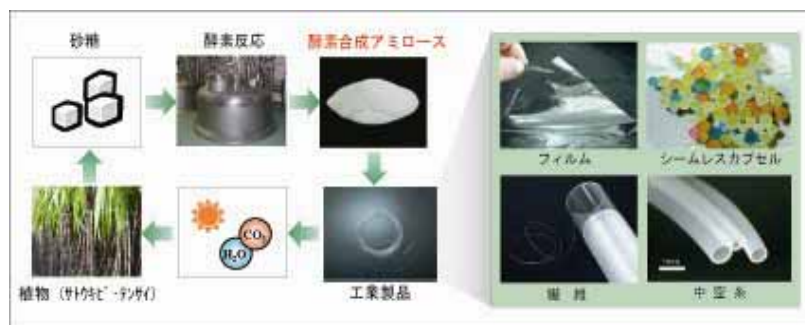 砂糖
酵素反応
酵素合成アミロース
フィルム
シームレスカプセル
CO₂
H₂O
植物 (ｻﾄｳｷﾋﾞ･ﾃﾝｻｲ)
工業製品
繊維
中空糸